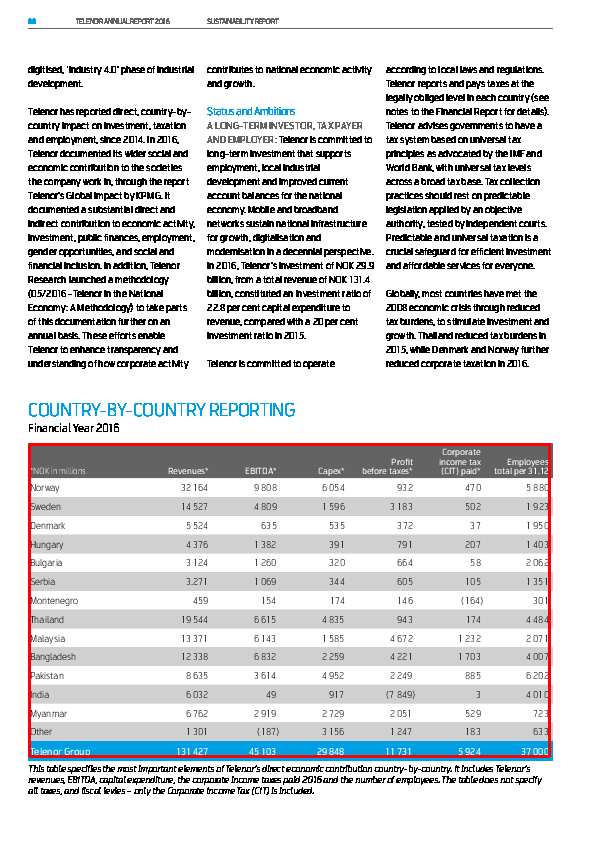 88 TELENOR ANNUAL REPORT 2016 SUSTAINABILITY REPORT
digitised, 'Industry 4.0' phase of industrial
development.
Telenor has reported direct, country-by-
country impact on investment, taxation
and employment, since 2014. In 2016,
Telenor documented its wider social and
economic contribution to the societies
the company work in, through the report
Telenor's Global Impact by KPMG. It
documented a substantial direct and
indirect contribution to economic activity,
investment, public finances, employment,
gender opportunities, and social and
financial inclusion. In addition, Telenor
Research launched a methodology
(05/2016 - Telenor in the National
Economy: A Methodology) to take parts
of this documentation further on an
annual basis. These efforts enable
Telenor to enhance transparency and
understanding of how corporate activity
contributes to national economic activity
and growth.
Status and Ambitions
A LONG-TERM INVESTOR, TAX PAYER
AND EMPLOYER: Telenor is committed to
long-term investment that supports
employment, local industrial
development and improved current
account balances for the national
economy. Mobile and broadband
networks sustain national infrastructure
for growth, digitalisation and
modernisation in a decennial perspective.
In 2016, Telenor's investment of NOK 29.9
billion, from a total revenue of NOK 131.4
billion, constituted an investment ratio of
22.8 per cent capital expenditure to
revenue, compared with a 20 per cent
investment ratio in 2015.
Telenor is committed to operate
according to local laws and regulations.
Telenor reports and pays taxes at the
legally obliged level in each country (see
notes to the Financial Report for details).
Telenor advises governments to have a
tax system based on universal tax
principles as advocated by the IMF and
World Bank, with universal tax levels
across a broad tax base. Tax collection
practices should rest on predictable
legislation applied by an objective
authority, tested by independent courts.
Predictable and universal taxation is a
crucial safeguard for efficient investment
and affordable services for everyone.
Globally, most countries have met the
2008 economic crisis through reduced
tax burdens, to stimulate investment and
growth. Thailand reduced tax burdens in
2015, while Denmark and Norway further
reduced corporate taxation in 2016.
COUNTRY-BY-COUNTRY REPORTING
Financial Year 2016
*NOK in millions Revenues* EBITDA* Capex* Profit before taxes* Corporate income tax (CIT) paid* Employees total per 31.12
Norway 32 164 9 808 6 054 932 470 5 880
Sweden 14 527 4 809 1 596 3 183 502 1 923
Denmark 5 524 635 535 372 37 1 950
Hungary 4 376 1 382 391 791 207 1 403
Bulgaria 3 124 1 260 320 664 58 2 062
Serbia 3.271 1 069 344 605 105 1 351
Montenegro 459 154 174 146 (164) 301
Thailand 19 544 6 615 4 835 943 174 4 484
Malaysia 13 371 6 143 1 585 4 672 1 232 2 071
Bangladesh 12 338 6 832 2 259 4 221 1 703 4 007
Pakistan 8 635 3 614 4 952 2 249 885 6 202
India 6 032 49 917 (7 849) 3 4 010
Myanmar 6 762 2 919 2 729 2 051 529 723
Other 1 301 (187) 3 156 1 247 183 633
Telenor Group 131 427 45 103 29 848 11 731 5 924 37 000
This table specifies the most important elements of Telenor's direct economic contribution country-by-country. It includes Telenor's
revenues, EBITDA, capital expenditure, the corporate income taxes paid 2016 and the number of employees. The table does not specify
all taxes, and fiscal levies – only the Corporate Income Tax (CIT) is included.